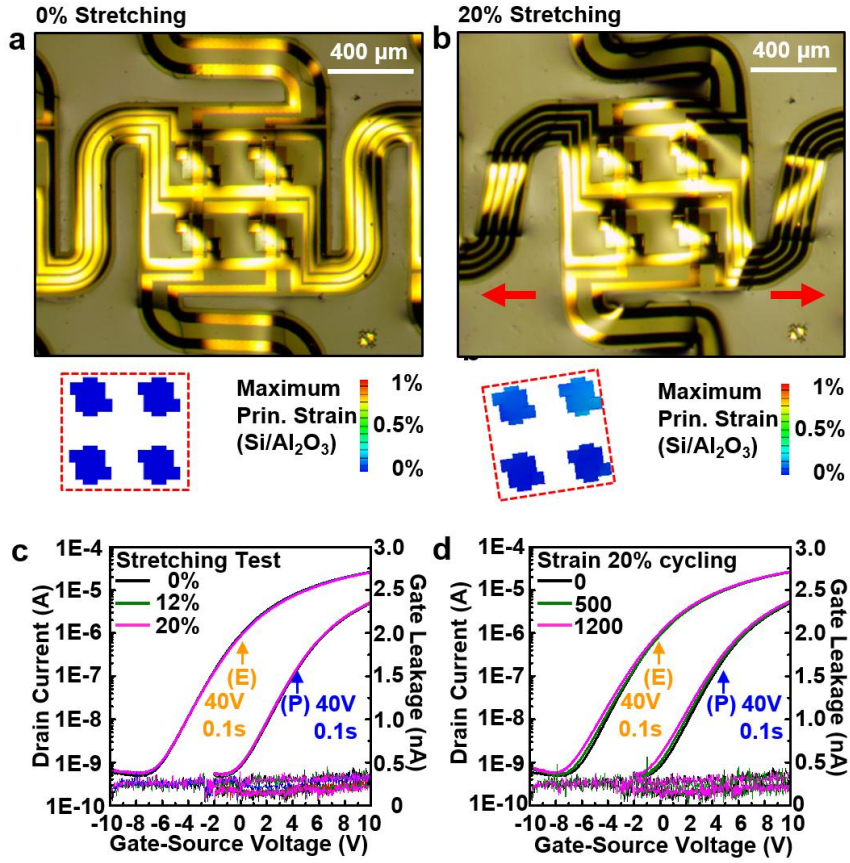 0% Stretching
20% Stretching
a
400 µm
b
400 µm
Maximum
Prin. Strain
(Si/Al₂O₃)
1%
0.5%
0%
Maximum
Prin. Strain
(Si/Al₂O₃)
1%
0.5%
0%
c
Stretching Test
0%
12%
20%
(E)
40V
0.1s
(P) 40V
0.1s
Drain Current (A)
1E-4
1E-5
1E-6
1E-7
1E-8
1E-9
1E-10
Gate Leakage (nA)
3.0
2.5
2.0
1.5
1.0
0.5
0
-10 -8 -6 -4 -2 0 2 4 6 8 10
Gate-Source Voltage (V)
d
Strain 20% cycling
0
500
1200
(E)
40V
0.1s
(P) 40V
0.1s
Drain Current (A)
1E-4
1E-5
1E-6
1E-7
1E-8
1E-9
1E-10
Gate Leakage (nA)
3.0
2.5
2.0
1.5
1.0
0.5
0
-10 -8 -6 -4 -2 0 2 4 6 8 10
Gate-Source Voltage (V)